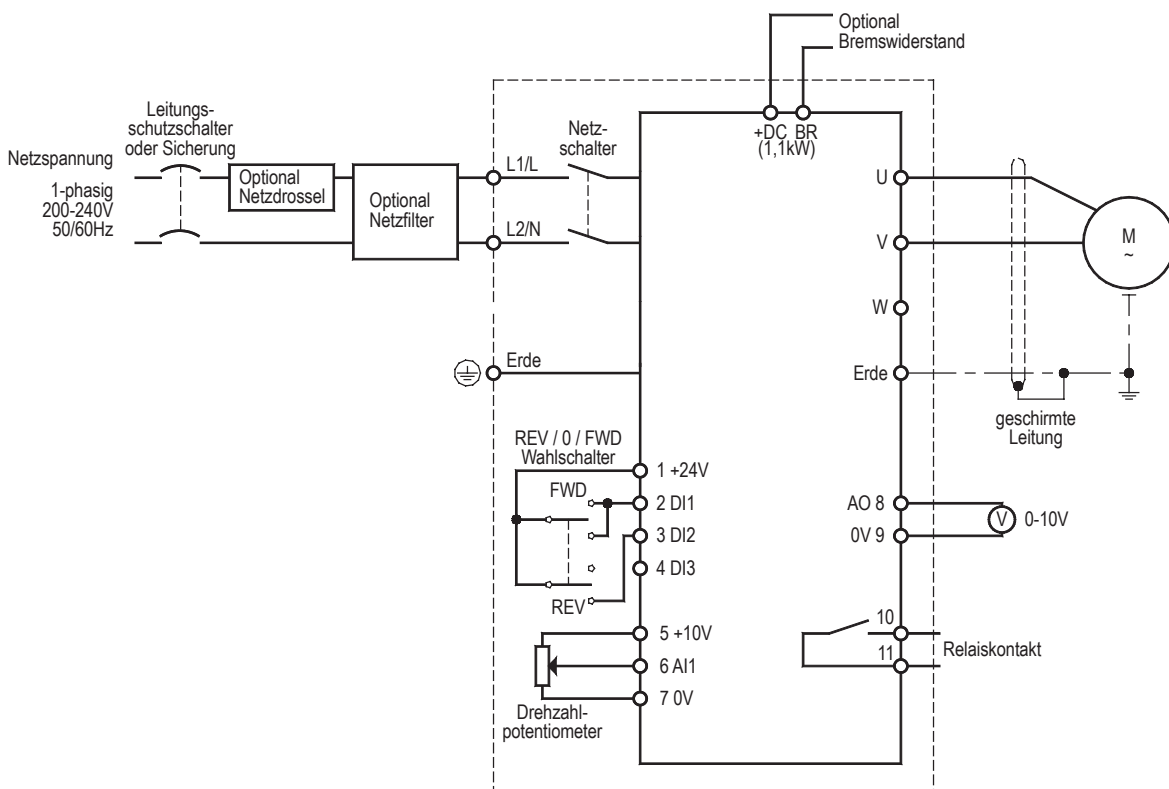 Optional
Bremswiderstand
Leitungs-
schutzschalter
oder Sicherung
Netz-
schalter
+DC BR
(1,1kW)
Netzspannung
1-phasig
200-240V
50/60Hz
Optional
Netzdrossel
Optional
Netzfilter
L1/L
L2/N
U
V
W
M
~
Erde
Erde
geschirmte
Leitung
REV / 0 / FWD
Wahlschalter
FWD
REV
1 +24V
2 DI1
3 DI2
4 DI3
5 +10V
6 AI1
7 0V
Drehzahl-
potentiometer
AO 8
0V 9
V
0-10V
10
11
Relaiskontakt